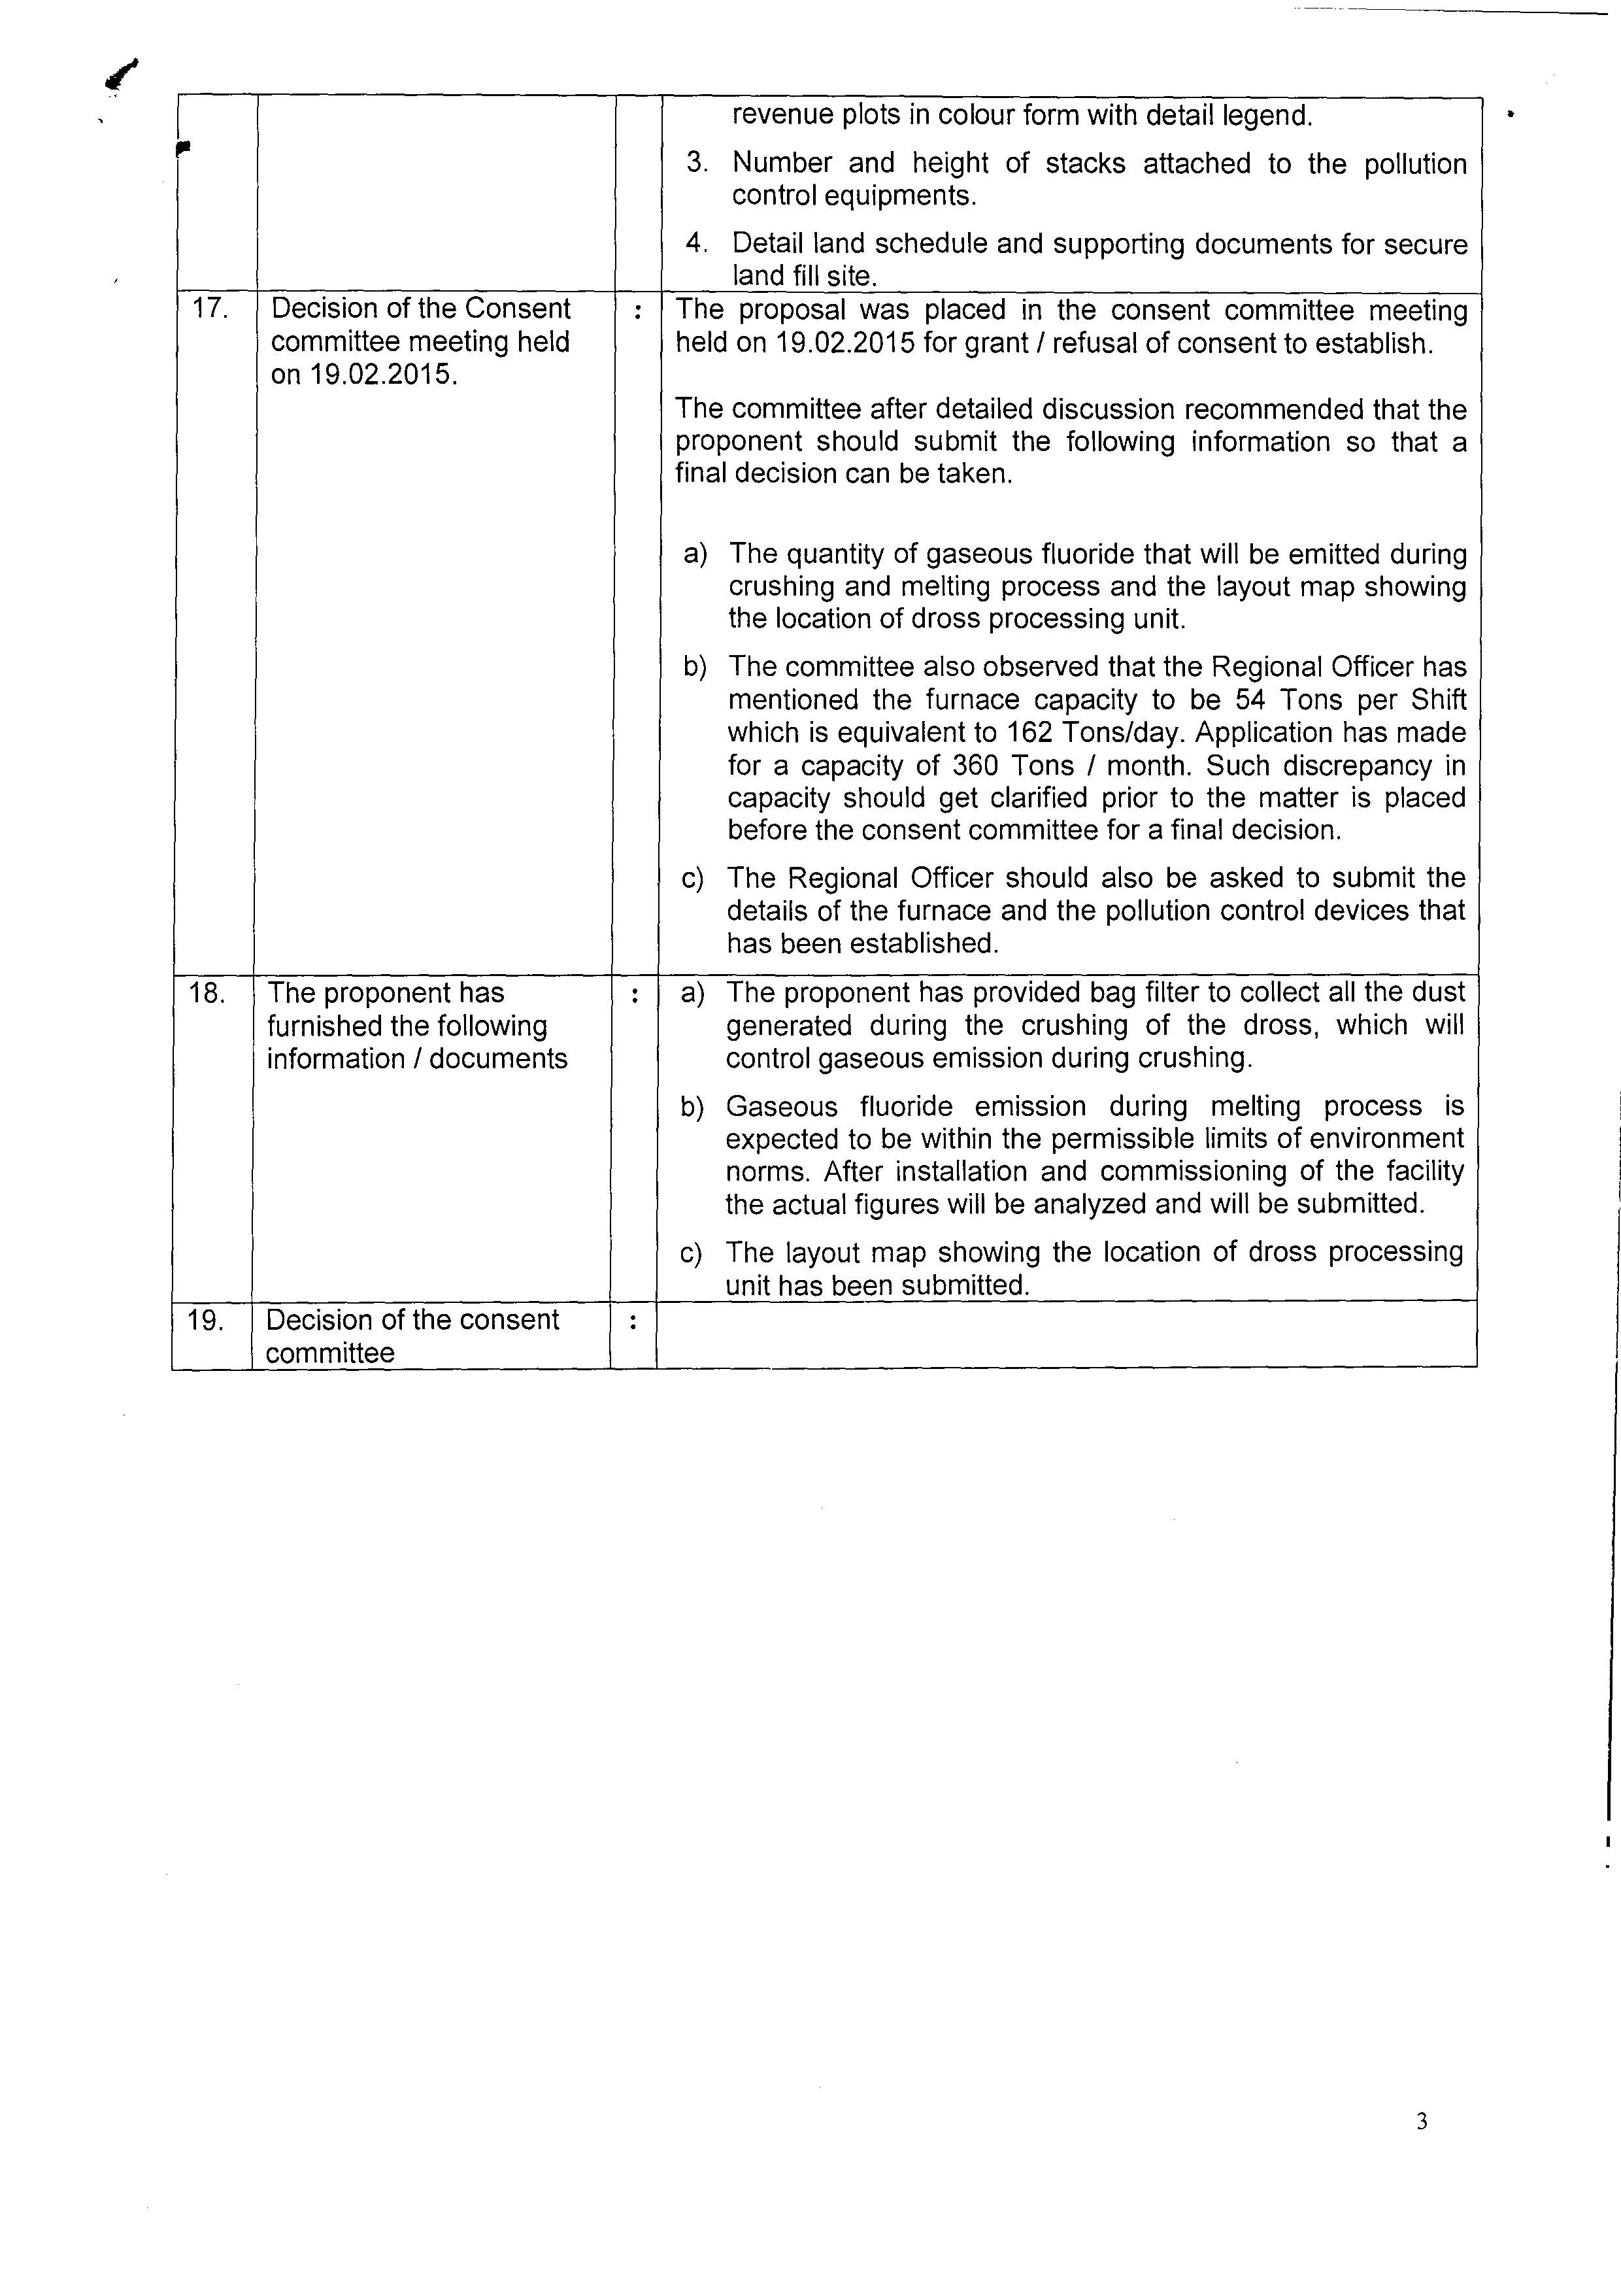 revenue plots in colour form with detail legend.
3. Number and height of stacks attached to the pollution
control equipments.
4. Detail land schedule and supporting documents for secure
land fill site.
17. Decision of the Consent : The proposal was placed in the consent committee meeting
committee meeting held held on 19.02.2015 for grant / refusal of consent to establish.
on 19.02.2015.
The committee after detailed discussion recommended that the
proponent should submit the following information so that a
final decision can be taken.
a) The quantity of gaseous fluoride that will be emitted during
crushing and melting process and the layout map showing
the location of dross processing unit.
b) The committee also observed that the Regional Officer has
mentioned the furnace capacity to be 54 Tons per Shift
which is equivalent to 162 Tons/day. Application has made
for a capacity of 360 Tons / month. Such discrepancy in
capacity should get clarified prior to the matter is placed
before the consent committee for a final decision.
c) The Regional Officer should also be asked to submit the
details of the furnace and the pollution control devices that
has been established.
18. The proponent has : a) The proponent has provided bag filter to collect all the dust
furnished the following generated during the crushing of the dross, which will
information / documents control gaseous emission during crushing.
b) Gaseous fluoride emission during melting process is
expected to be within the permissible limits of environment
norms. After installation and commissioning of the facility
the actual figures will be analyzed and will be submitted.
c) The layout map showing the location of dross processing
unit has been submitted.
19. Decision of the consent :
committee
3